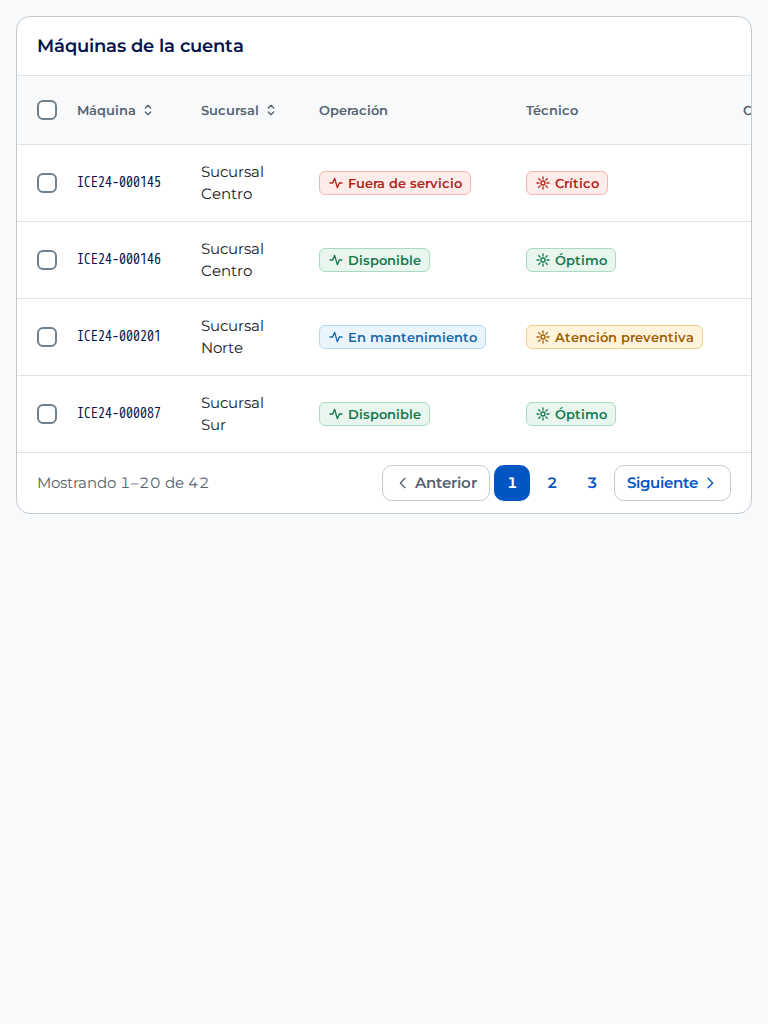 Máquinas de la cuenta
Máquina Sucursal Operación Técnico
ICE24-000145 Sucursal Centro Fuera de servicio Crítico
ICE24-000146 Sucursal Centro Disponible Óptimo
ICE24-000201 Sucursal Norte En mantenimiento Atención preventiva
ICE24-000087 Sucursal Sur Disponible Óptimo
Mostrando 1–20 de 42 Anterior 1 2 3 Siguiente